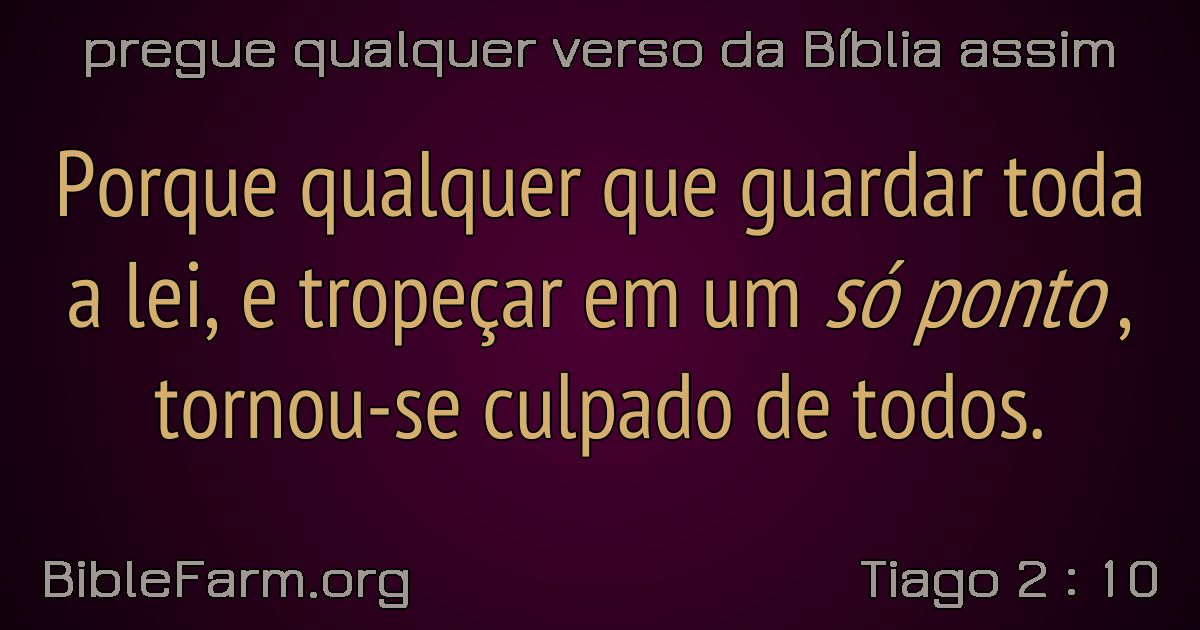 pregue qualquer verso da Bíblia assim
Porque qualquer que guardar toda
a lei, e tropeçar em um só ponto ,
tornou-se culpado de todos.
BibleFarm.org
Tiago 2 : 10